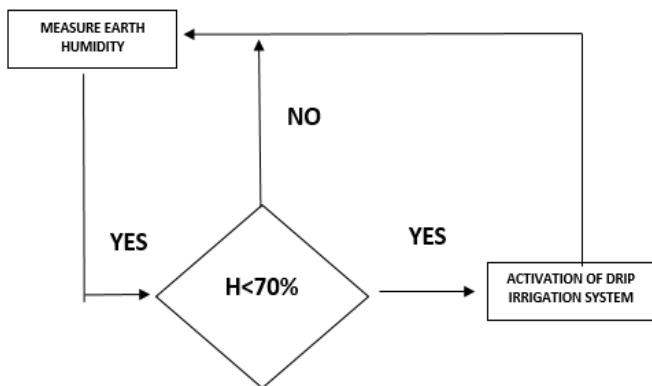 MEASURE EARTH
HUMIDITY
NO
YES
YES
H<70%
ACTIVATION OF DRIP
IRRIGATION SYSTEM